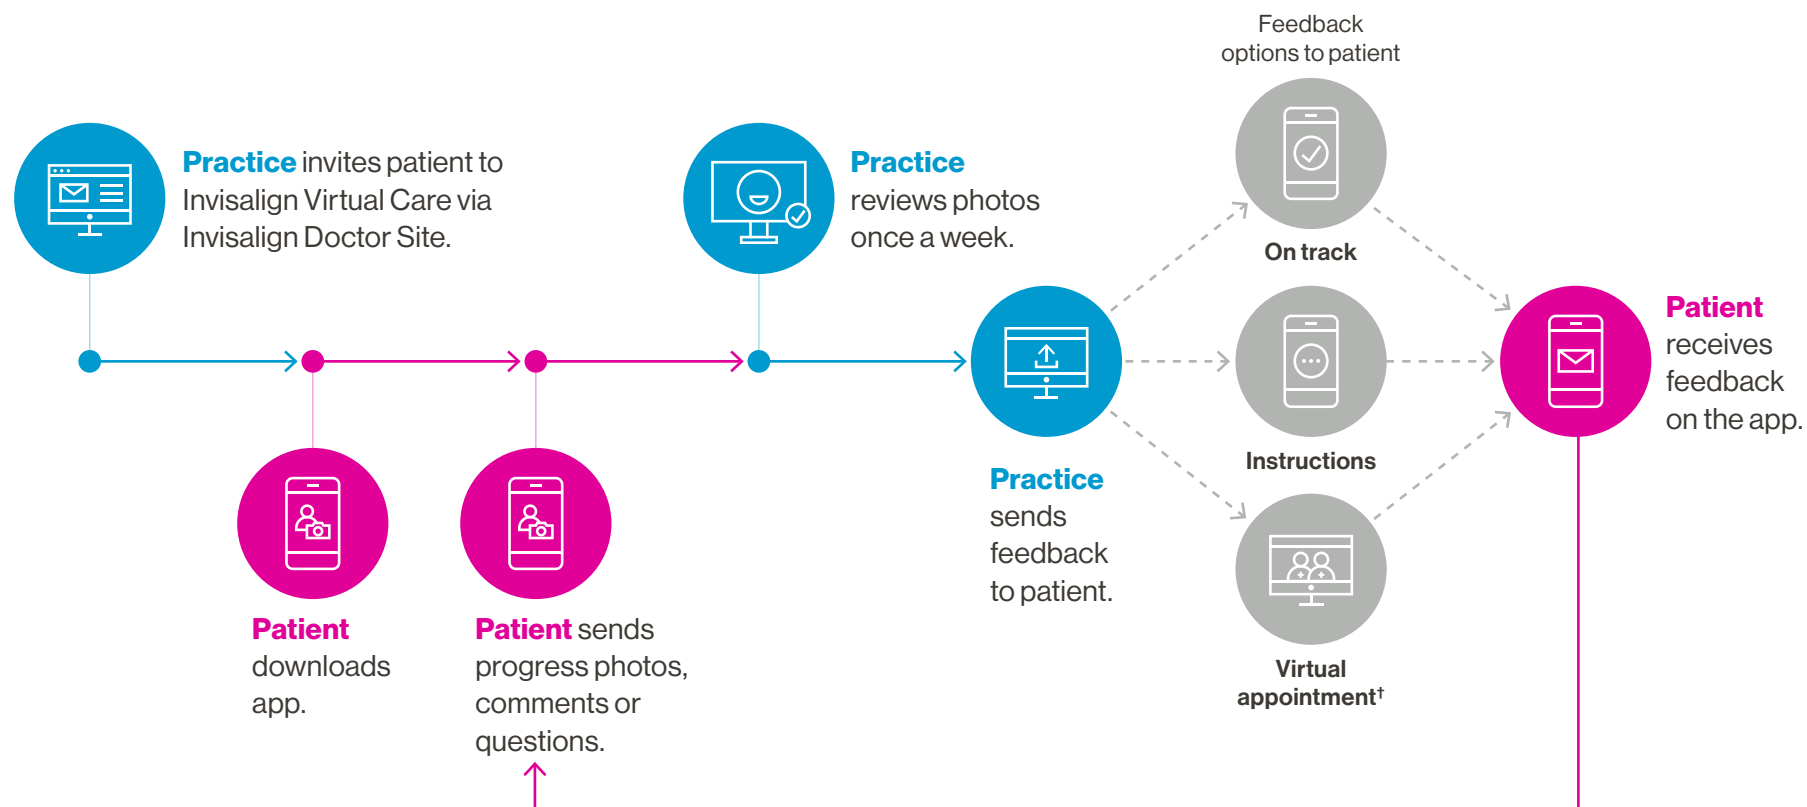 Feedback
options to patient
Practice invites patient to
Invisalign Virtual Care via
Invisalign Doctor Site.
Practice
reviews photos
once a week.
On track
Patient
receives
feedback
on the app.
Instructions
Practice
sends
feedback
to patient.
Patient
downloads
app.
Patient sends
progress photos,
comments or
questions.
Virtual
appointment†